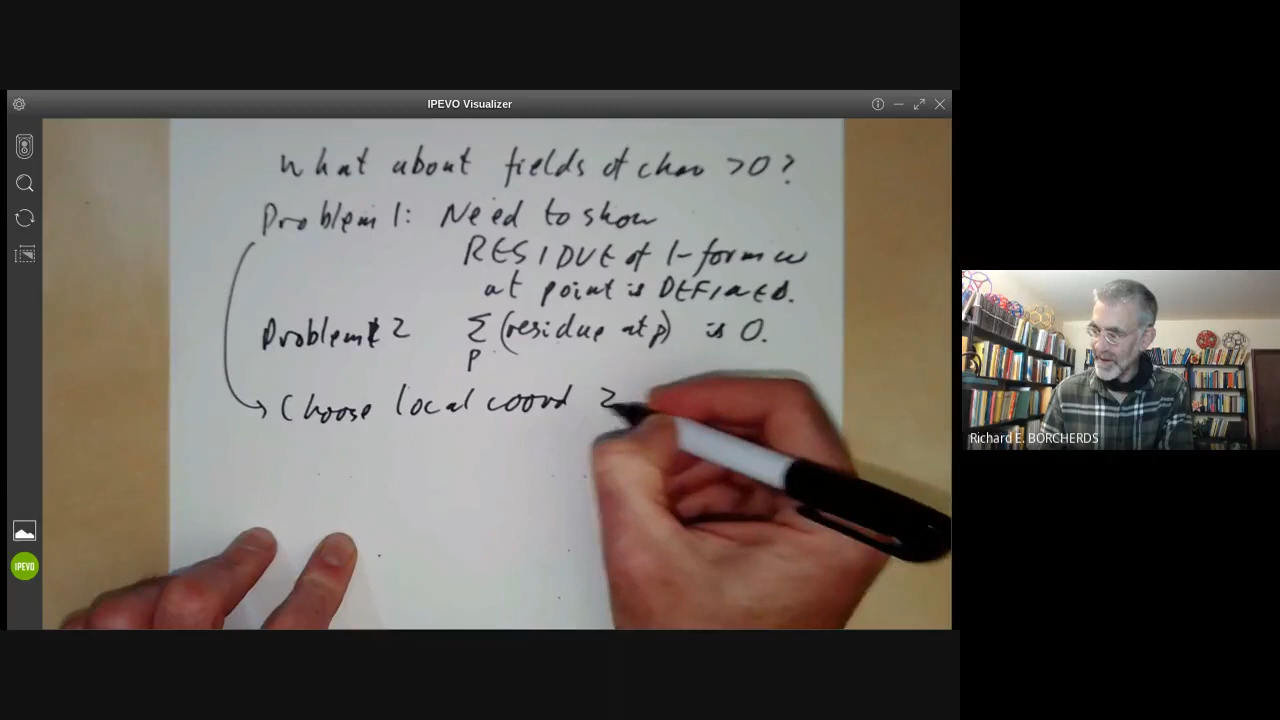 IPEVO Visualizer
What about fields of char >0?
Problem 1: Need to show
RESIDUE of 1-form ω
at point is DEFINED.
Problem 2 Σ (residue at p) is 0.
p
Choose local coord z
IPEVO
Richard E. BORCHERDS